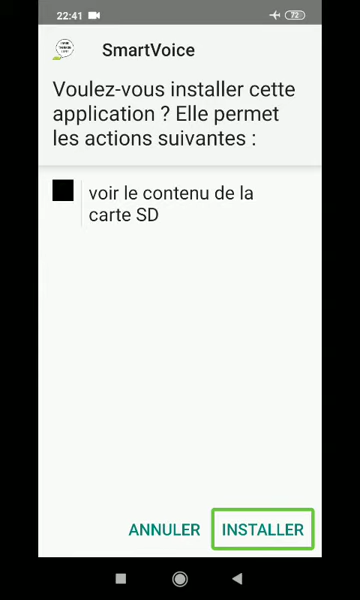 22:41
72
SmartVoice
Voulez-vous installer cette
application ? Elle permet
les actions suivantes :
voir le contenu de la
carte SD
ANNULER
INSTALLER